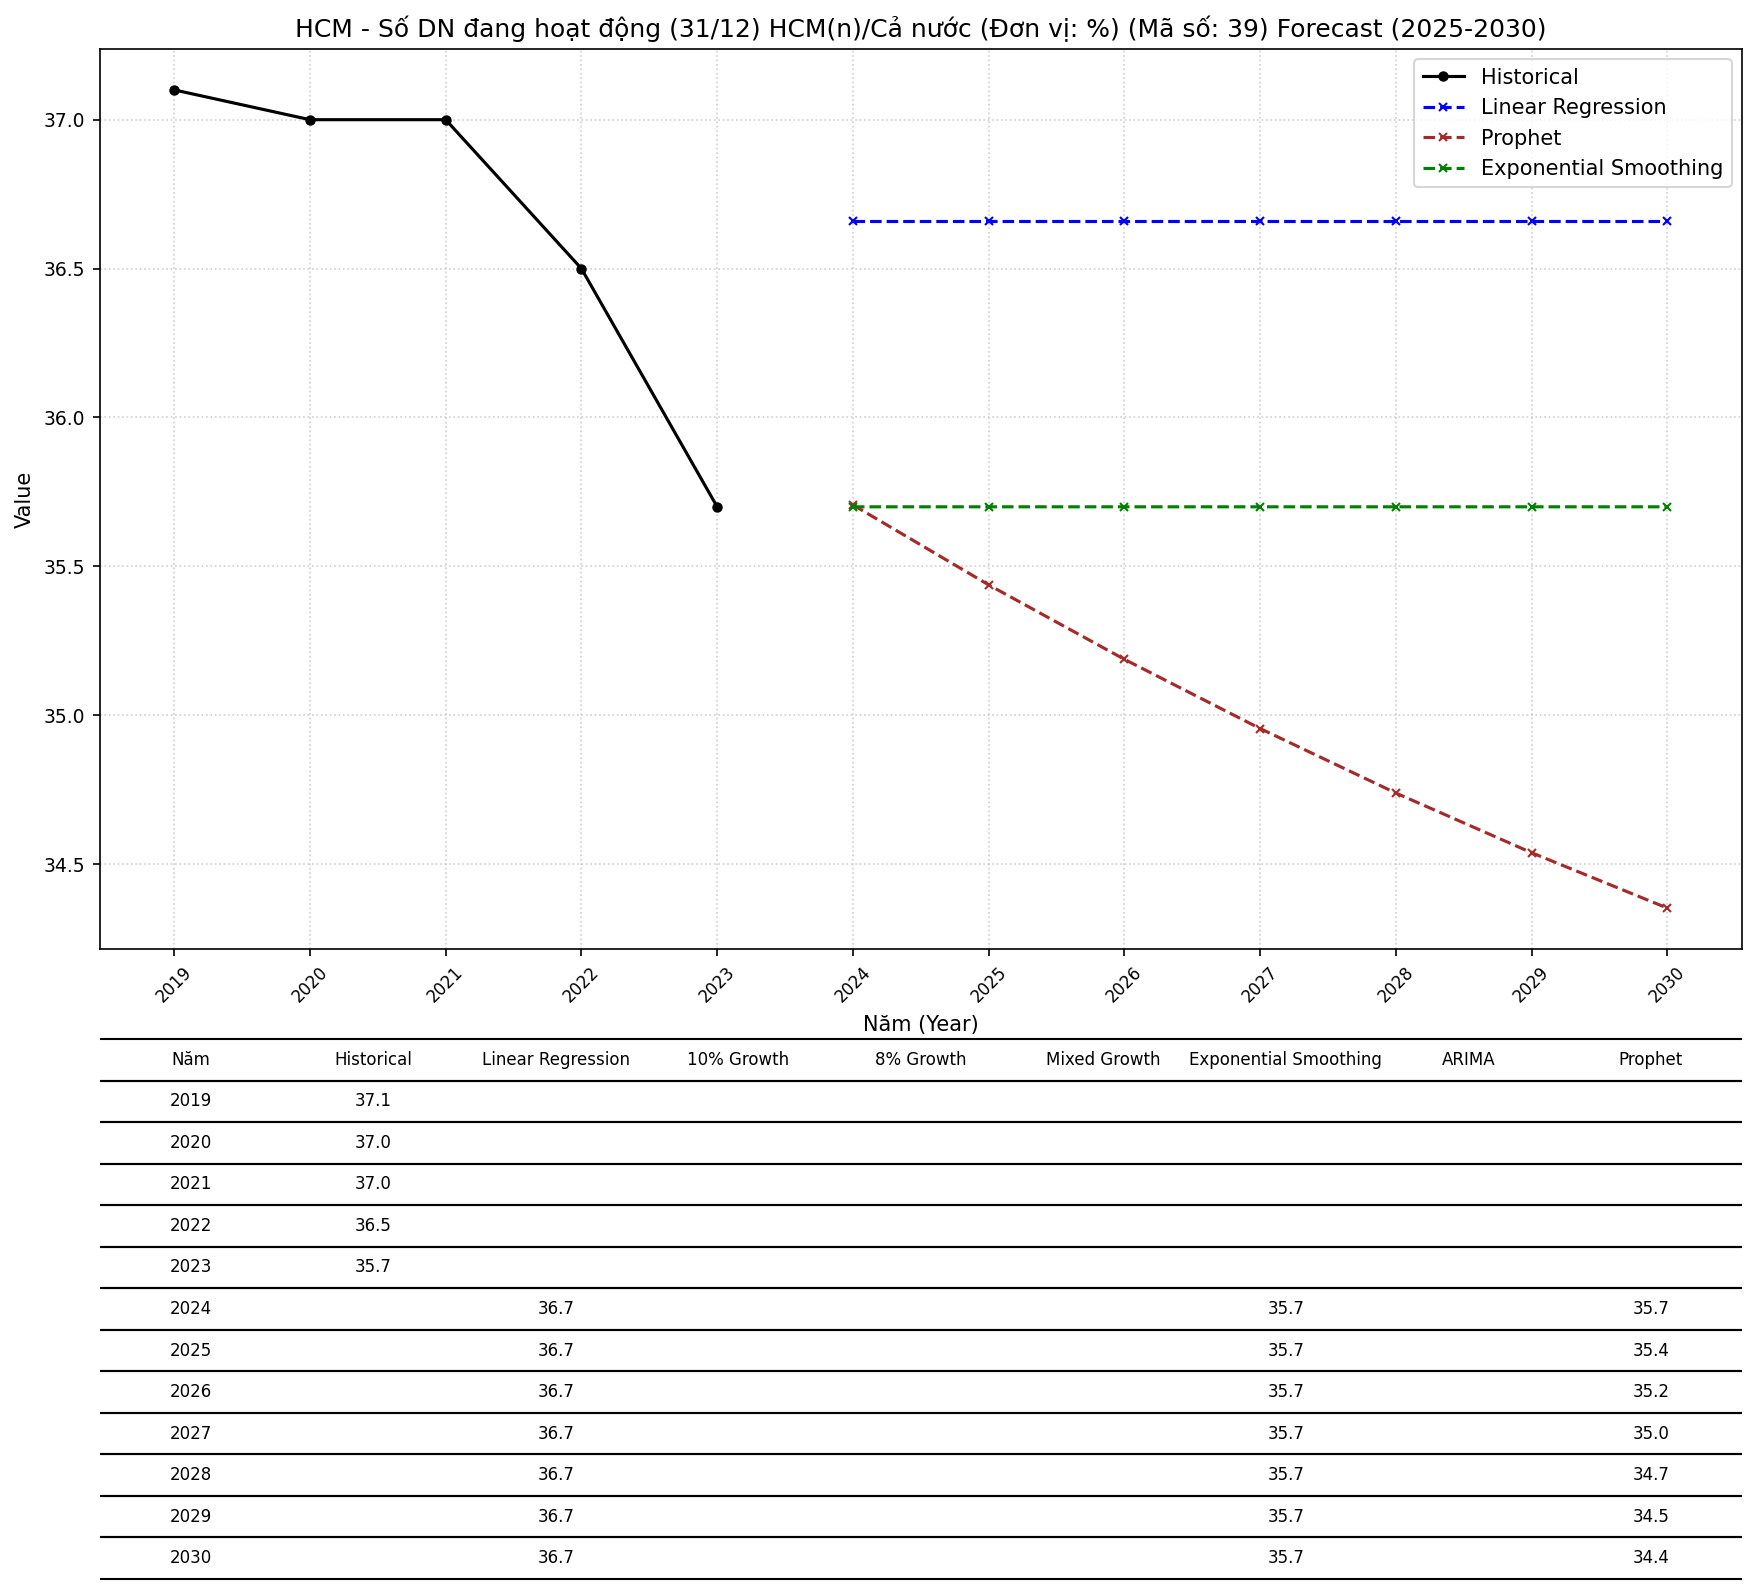 HCM - Số DN đang hoạt động (31/12) HCM(n)/Cả nước (Đơn vị: %) (Mã số: 39) Forecast (2025-2030)
Historical
Linear Regression
Prophet
Exponential Smoothing
Value
37.0
36.5
36.0
35.5
35.0
34.5
2019 2020 2021 2022 2023 2024 2025 2026 2027 2028 2029 2030
Năm (Year)
Năm Historical Linear Regression 10% Growth 8% Growth Mixed Growth Exponential Smoothing ARIMA Prophet
2019 37.1
2020 37.0
2021 37.0
2022 36.5
2023 35.7
2024 36.7 35.7 35.7
2025 36.7 35.7 35.4
2026 36.7 35.7 35.2
2027 36.7 35.7 35.0
2028 36.7 35.7 34.7
2029 36.7 35.7 34.5
2030 36.7 35.7 34.4